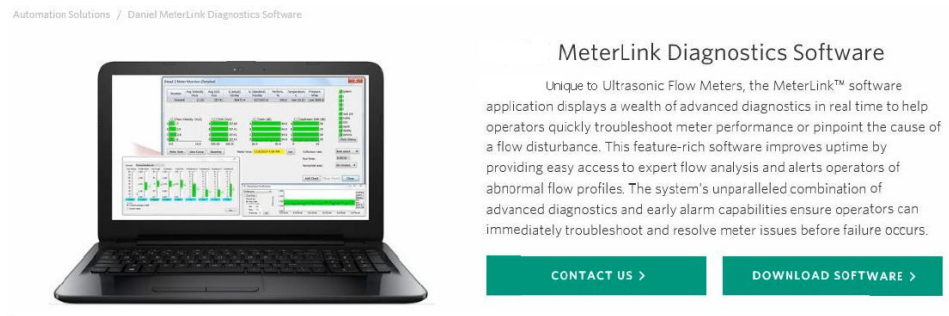 Automation Solutions / Daniel MeterLink Diagnostics Software
MeterLink Diagnostics Software
Unique to Ultrasonic Flow Meters, the MeterLink™ software
application displays a wealth of advanced diagnostics in real time to help
operators quickly troubleshoot meter performance or pinpoint the cause of
a flow disturbance. This feature-rich software improves uptime by
providing easy access to expert flow analysis and alerts operators of
abnormal flow profiles. The system's unparalleled combination of
advanced diagnostics and early alarm capabilities ensure operators can
immediately troubleshoot and resolve meter issues before failure occurs.
CONTACT US >
DOWNLOAD SOFTWARE >